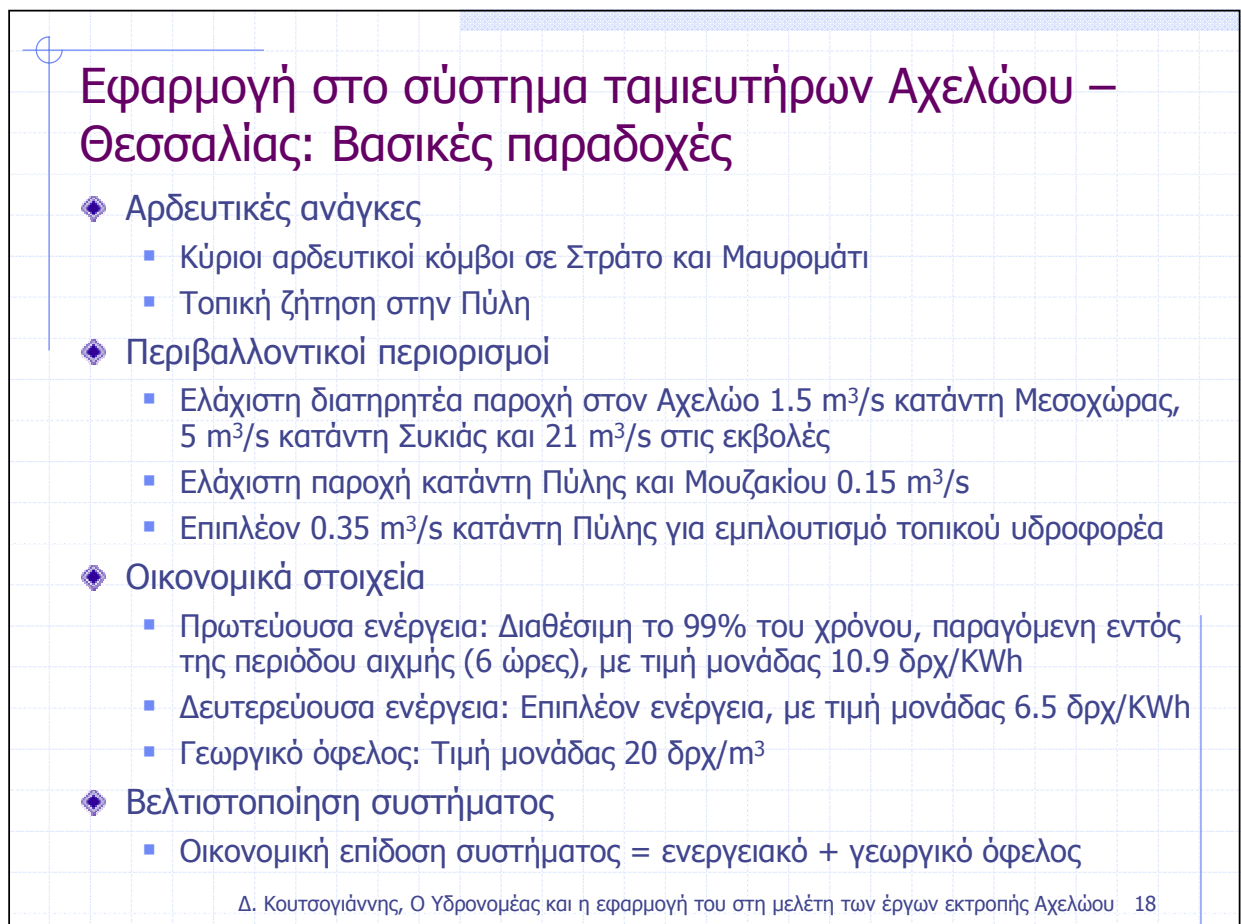 Εφαρμογή στο σύστημα ταμιευτήρων Αχελώου –
Θεσσαλίας: Βασικές παραδοχές
Αρδευτικές ανάγκες
Κύριοι αρδευτικοί κόμβοι σε Στράτο και Μαυρομάτι
Τοπική ζήτηση στην Πύλη
Περιβαλλοντικοί περιορισμοί
Ελάχιστη διατηρητέα παροχή στον Αχελώο 1.5 m³/s κατάντη Μεσοχώρας,
5 m³/s κατάντη Συκιάς και 21 m³/s στις εκβολές
Ελάχιστη παροχή κατάντη Πύλης και Μουζακίου 0.15 m³/s
Επιπλέον 0.35 m³/s κατάντη Πύλης για εμπλουτισμό τοπικού υδροφορέα
Οικονομικά στοιχεία
Πρωτεύουσα ενέργεια: Διαθέσιμη το 99% του χρόνου, παραγόμενη εντός
της περιόδου αιχμής (6 ώρες), με τιμή μονάδας 10.9 δρχ/KWh
Δευτερεύουσα ενέργεια: Επιπλέον ενέργεια, με τιμή μονάδας 6.5 δρχ/KWh
Γεωργικό όφελος: Τιμή μονάδας 20 δρχ/m³
Βελτιστοποίηση συστήματος
Οικονομική επίδοση συστήματος = ενεργειακό + γεωργικό όφελος
Δ. Κουτσογιάννης, Ο Υδρονομέας και η εφαρμογή του στη μελέτη των έργων εκτροπής Αχελώου 18